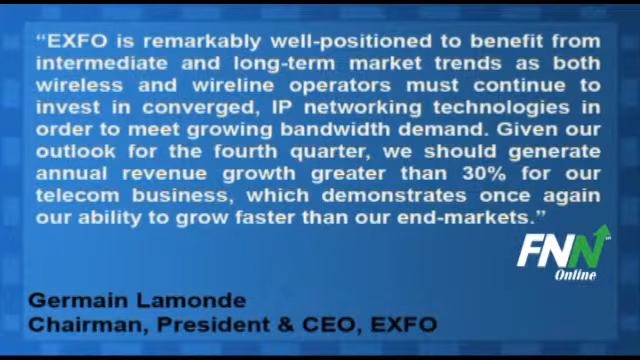 “EXFO is remarkably well-positioned to benefit from
intermediate and long-term market trends as both
wireless and wireline operators must continue to
invest in converged, IP networking technologies in
order to meet growing bandwidth demand. Given our
outlook for the fourth quarter, we should generate
annual revenue growth greater than 30% for our
telecom business, which demonstrates once again
our ability to grow faster than our end-markets.”
FNN
Online
Germain Lamonde
Chairman, President & CEO, EXFO